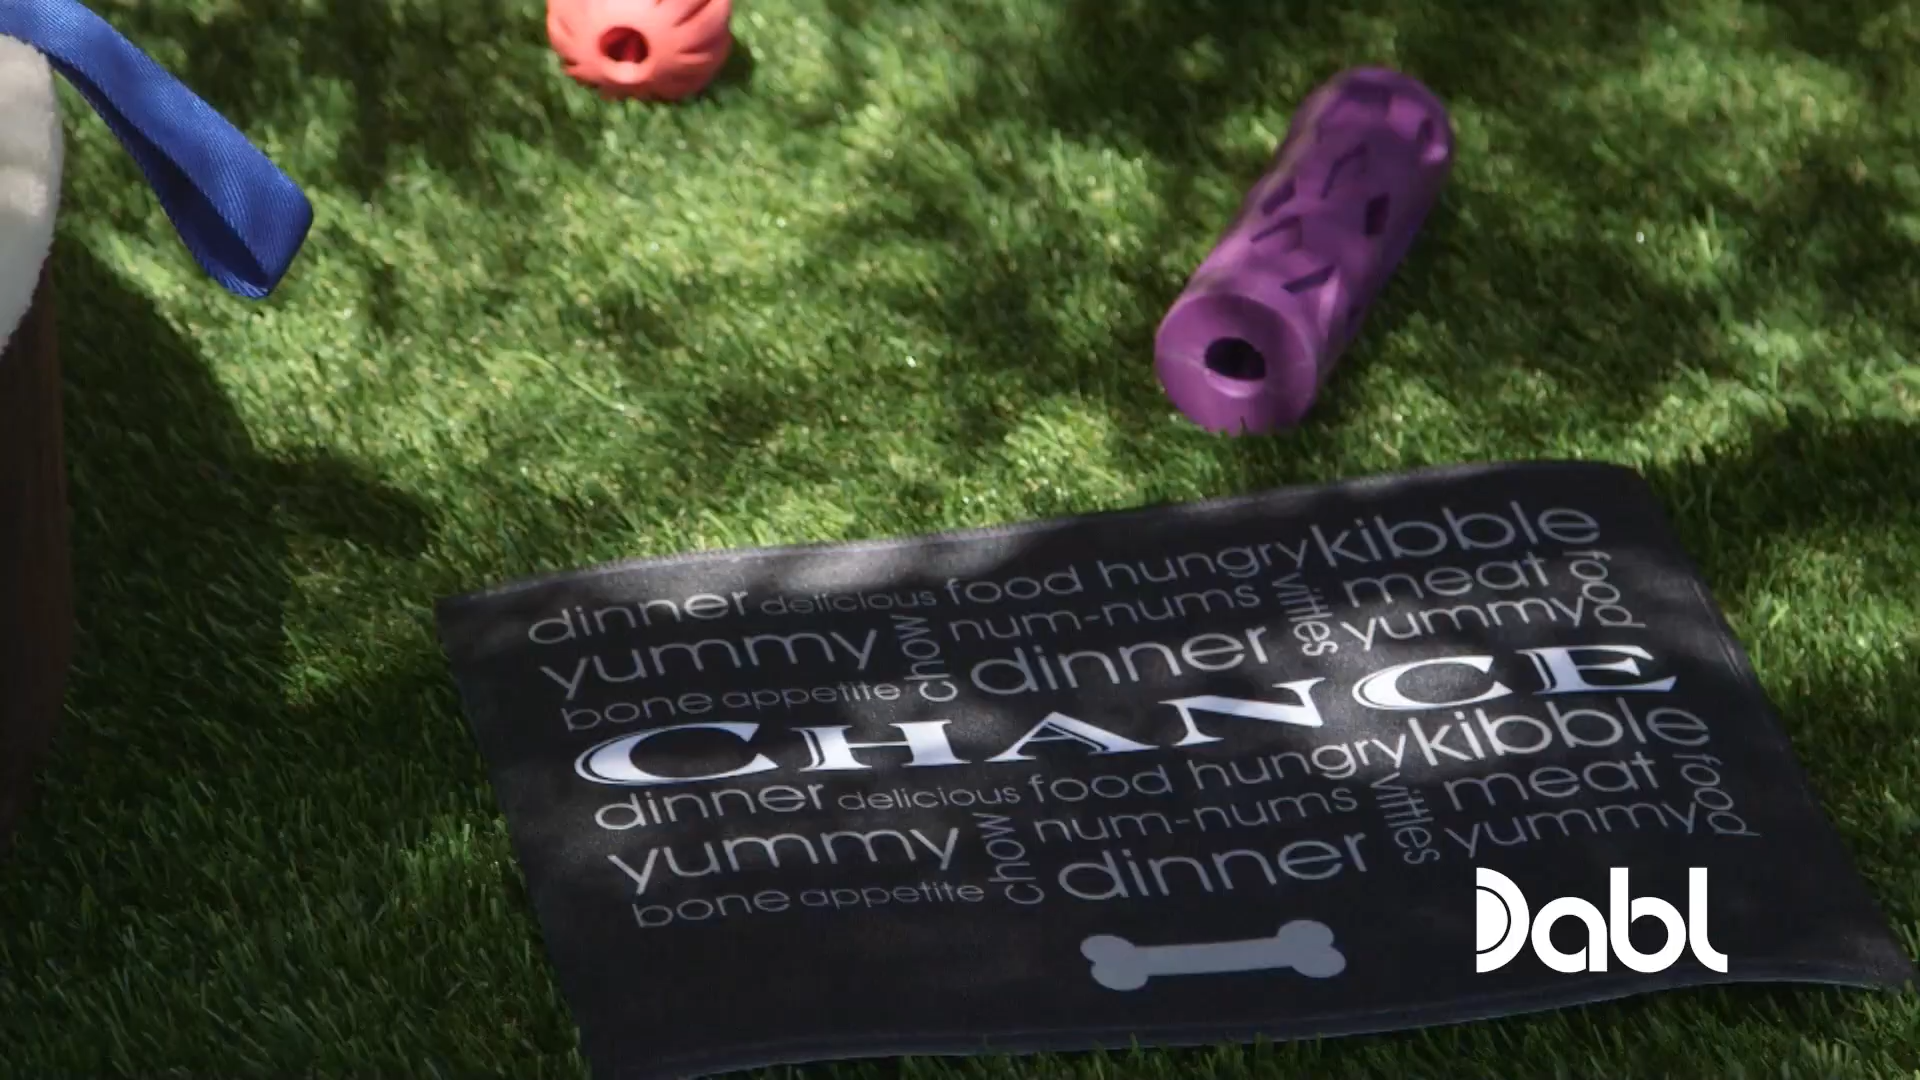 dinner delicious food hungry kibble
yummy chow num-nums vittles meat food
bone appetite dinner yummy
CHANCE
dinner delicious food hungry kibble
yummy chow num-nums vittles meat food
bone appetite dinner yummy
Dabl